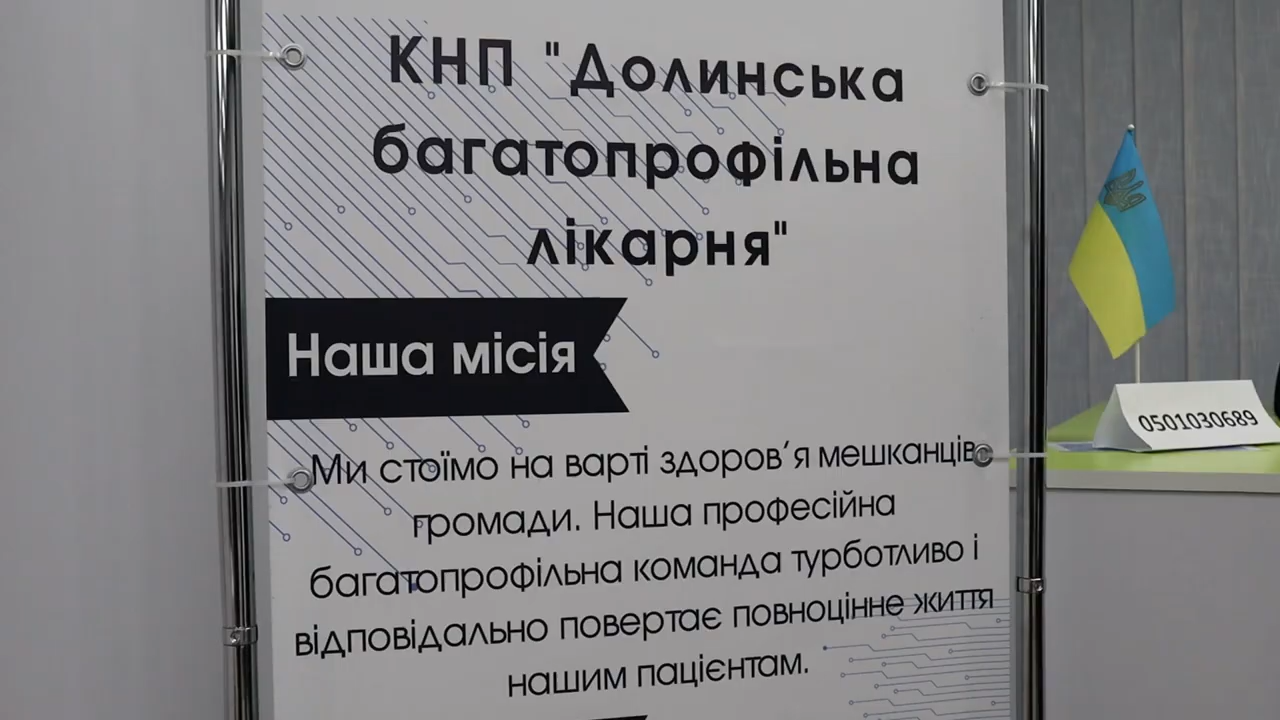 КНП "Долинська
багатопрофільна
лікарня"
Наша місія
Ми стоїмо на варті здоров’я мешканців
громади. Наша професійна
багатопрофільна команда турботливо і
відповідально повертає повноцінне життя
нашим пацієнтам.
0501030689